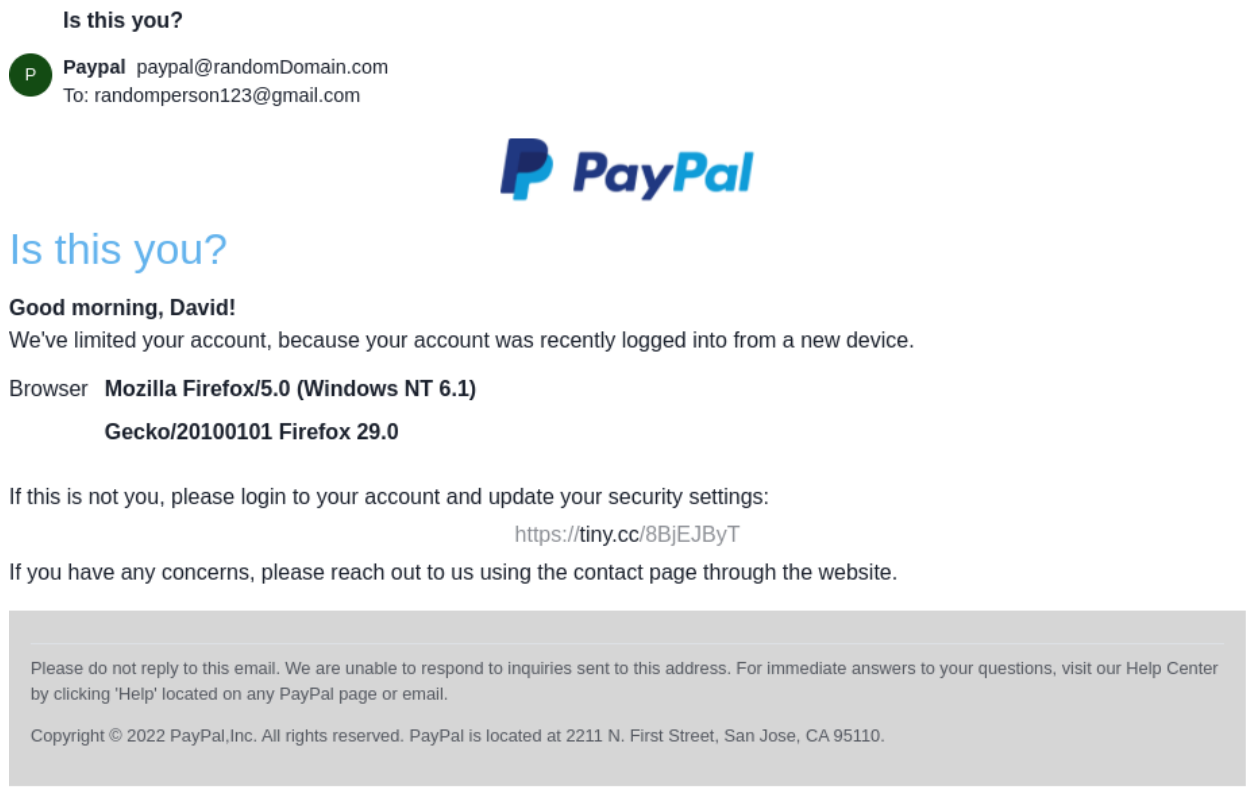 Is this you?
P
Paypal paypal@randomDomain.com
To: randomperson123@gmail.com
PayPal
Is this you?
Good morning, David!
We've limited your account, because your account was recently logged into from a new device.
Browser Mozilla Firefox/5.0 (Windows NT 6.1)
Gecko/20100101 Firefox 29.0
If this is not you, please login to your account and update your security settings:
https://tiny.cc/8BjEJByT
If you have any concerns, please reach out to us using the contact page through the website.
Please do not reply to this email. We are unable to respond to inquiries sent to this address. For immediate answers to your questions, visit our Help Center
by clicking 'Help' located on any PayPal page or email.
Copyright © 2022 PayPal,Inc. All rights reserved. PayPal is located at 2211 N. First Street, San Jose, CA 95110.